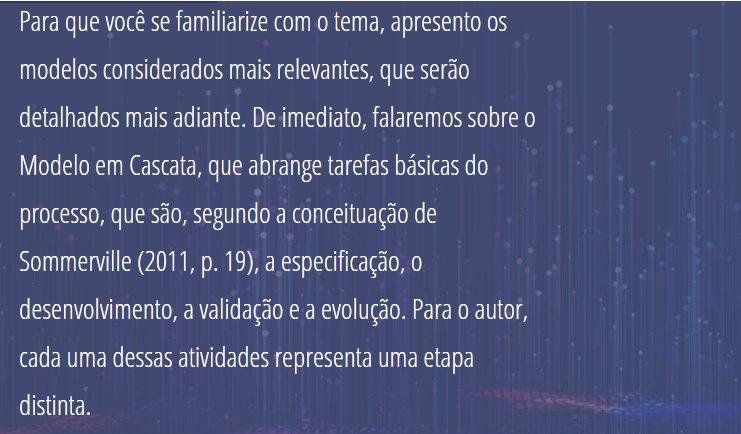 Para que você se familiarize com o tema, apresento os
modelos considerados mais relevantes, que serão
detalhados mais adiante. De imediato, falaremos sobre o
Modelo em Cascata, que abrange tarefas básicas do
processo, que são, segundo a conceituação de
Sommerville (2011, p. 19), a especificação, o
desenvolvimento, a validação e a evolução. Para o autor,
cada uma dessas atividades representa uma etapa
distinta.